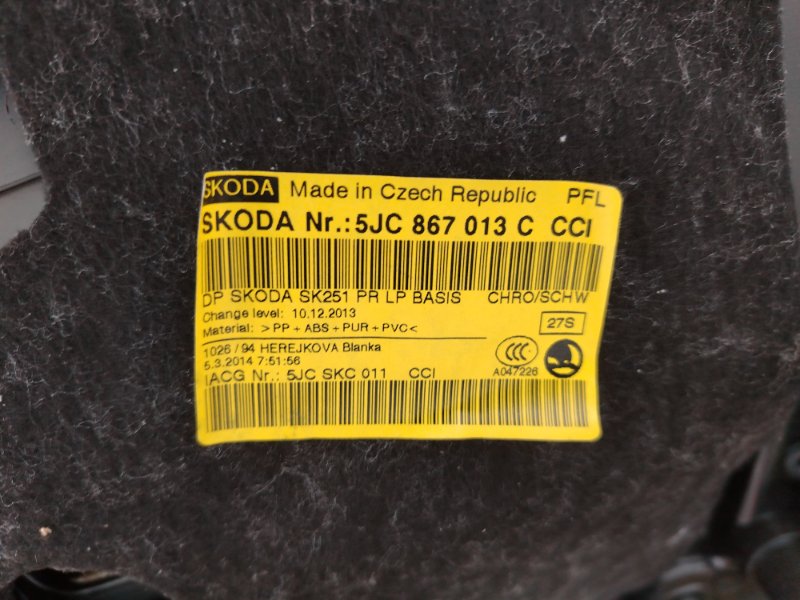 SKODA Made in Czech Republic PFL
SKODA Nr.: 5JC 867 013 C CCI
DP SKODA SK251 PR LP BASIS CHRO/SCHW
Change level: 10.12.2013
Material: >PP+ABS+PUR+PVC<
27S
1026 / 94 HEREJKOVA Blanka
5.3.2014 7:51:56
CCC
A047226
IACG Nr.: 5JC SKC 011 CCI